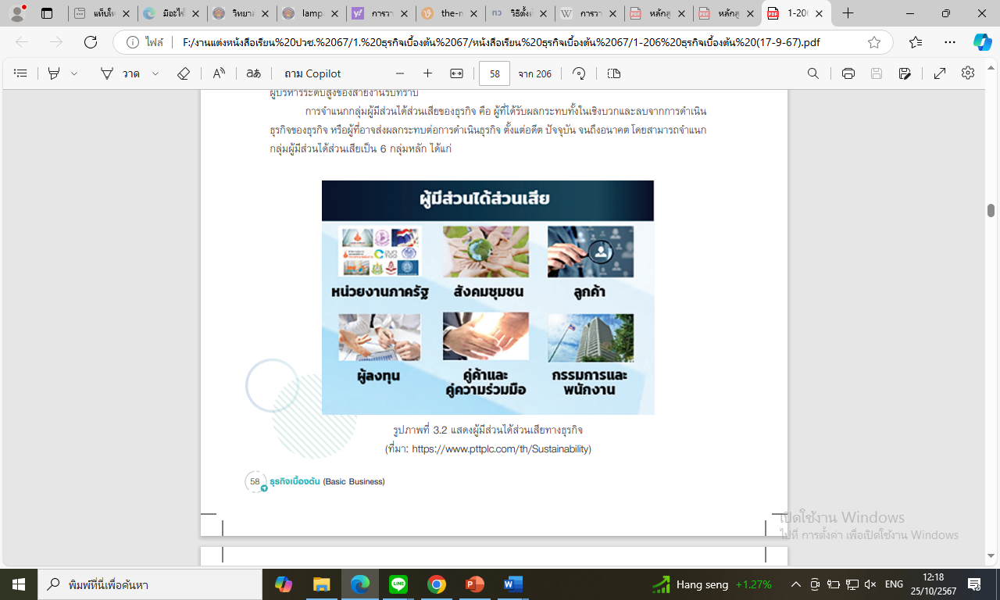 แท็บให
มีอะไรใ
วิทยาล
lampa
การวา
the-n
วิธีตั้งเ
การวา
หลักสู
หลักสู
1-20
ไฟล์
F:/งานแต่งหนังสือเรียน%20ปวช.%2067/1.%20ธุรกิจเบื้องต้น%2067/หนังสือเรียน%20ธุรกิจเบื้องต้น%2067/1-206%20ธุรกิจเบื้องต้น%20(17-9-67).pdf
วาด
ถาม Copilot
58
จาก 206
ผู้บริหารระดับสูงของสายงานรับทราบ
การจำแนกกลุ่มผู้มีส่วนได้ส่วนเสียของธุรกิจ คือ ผู้ที่ได้รับผลกระทบทั้งในเชิงบวกและลบจากการดำเนิน
ธุรกิจของธุรกิจ หรือผู้ที่อาจส่งผลกระทบต่อการดำเนินธุรกิจ ตั้งแต่อดีต ปัจจุบัน จนถึงอนาคต โดยสามารถจำแนก
กลุ่มผู้มีส่วนได้ส่วนเสียเป็น 6 กลุ่มหลัก ได้แก่
ผู้มีส่วนได้ส่วนเสีย
หน่วยงานภาครัฐ
สังคมชุมชน
ลูกค้า
ผู้ลงทุน
คู่ค้าและ
คู่ความร่วมมือ
กรรมการและ
พนักงาน
รูปภาพที่ 3.2 แสดงผู้มีส่วนได้ส่วนเสียทางธุรกิจ
(ที่มา: https://www.pttplc.com/th/Sustainability)
58 ธุรกิจเบื้องต้น (Basic Business)
เปิดใช้งาน Windows
ไปที่ การตั้งค่า เพื่อเปิดใช้งาน Windows
พิมพ์ที่นี่เพื่อค้นหา
Hang seng +1.27%
ENG
12:18
25/10/2567